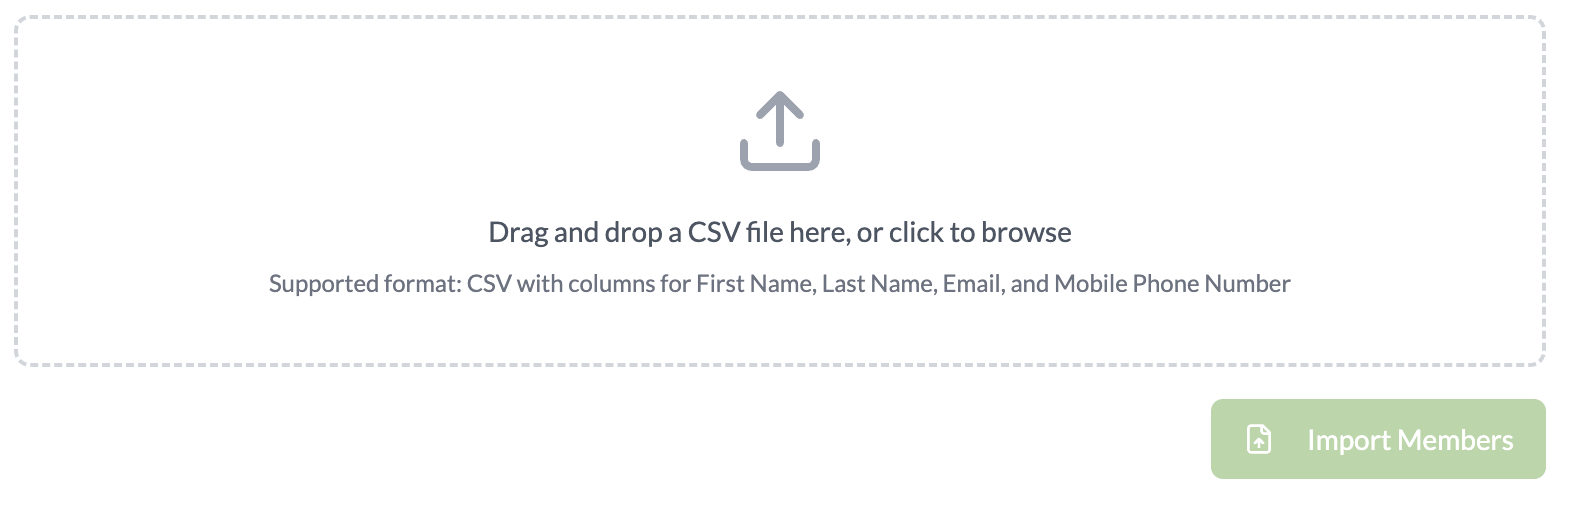 Drag and drop a CSV file here, or click to browse
Supported format: CSV with columns for First Name, Last Name, Email, and Mobile Phone Number
Import Members